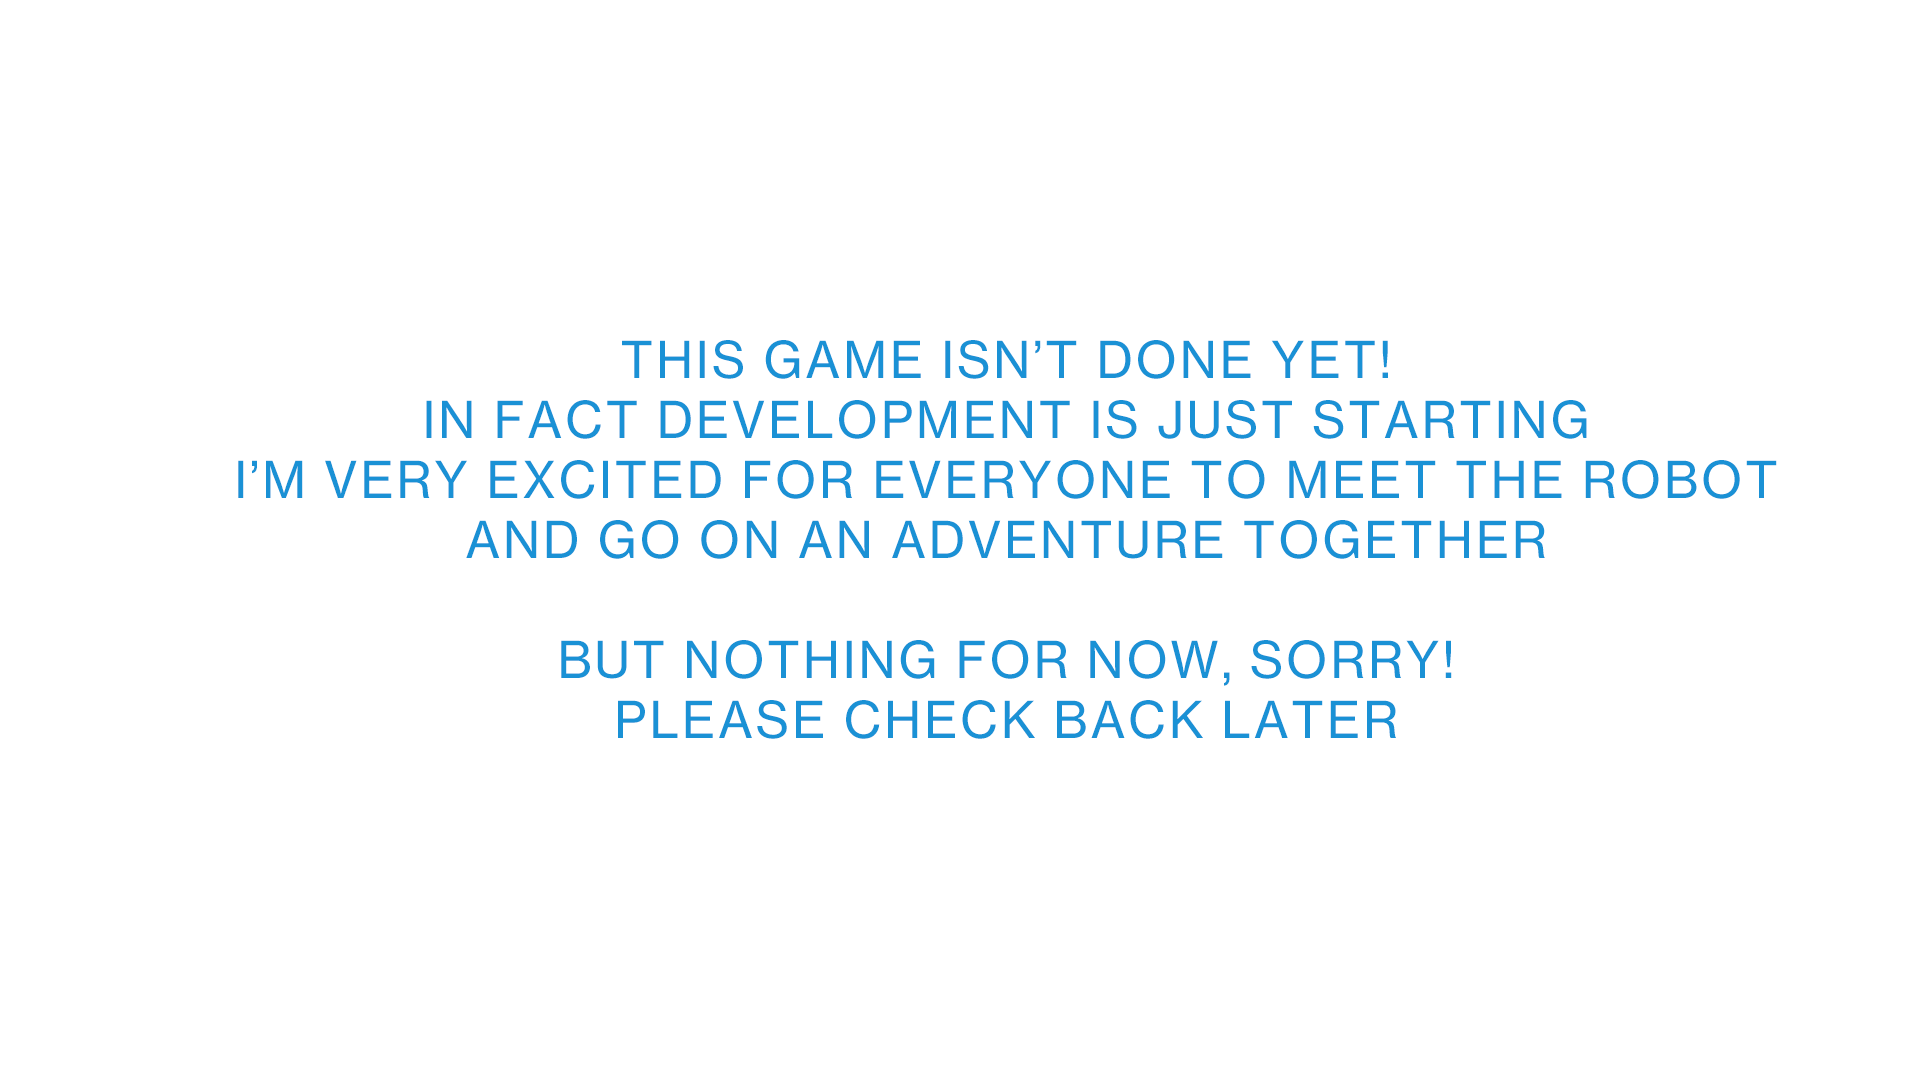 THIS GAME ISN’T DONE YET!
IN FACT DEVELOPMENT IS JUST STARTING
I’M VERY EXCITED FOR EVERYONE TO MEET THE ROBOT
AND GO ON AN ADVENTURE TOGETHER
BUT NOTHING FOR NOW, SORRY!
PLEASE CHECK BACK LATER